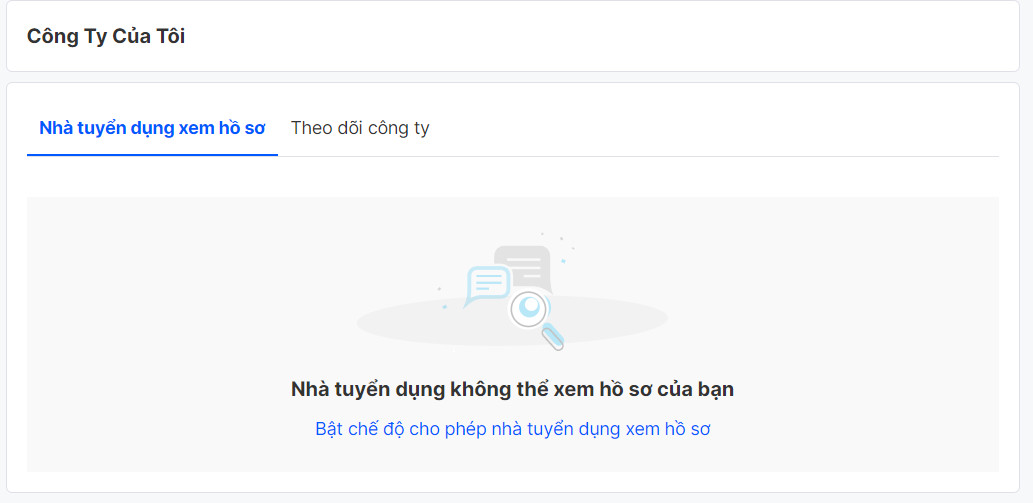 Công Ty Của Tôi
Nhà tuyển dụng xem hồ sơ
Theo dõi công ty
Nhà tuyển dụng không thể xem hồ sơ của bạn
Bật chế độ cho phép nhà tuyển dụng xem hồ sơ